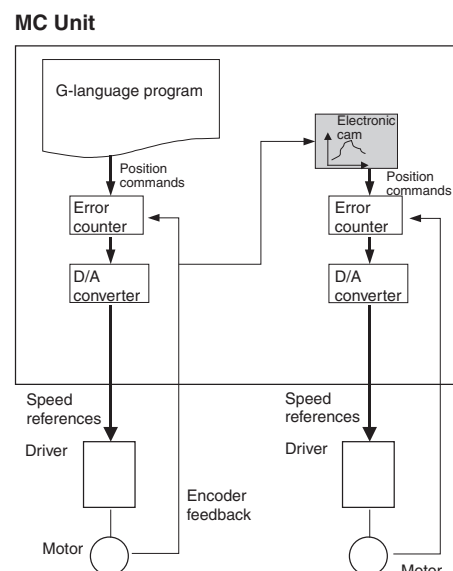 MC Unit
G-language program
Electronic
cam
Position
commands
Position
commands
Error
counter
Error
counter
D/A
converter
D/A
converter
Speed
references
Speed
references
Driver
Driver
Encoder
feedback
Motor
Motor